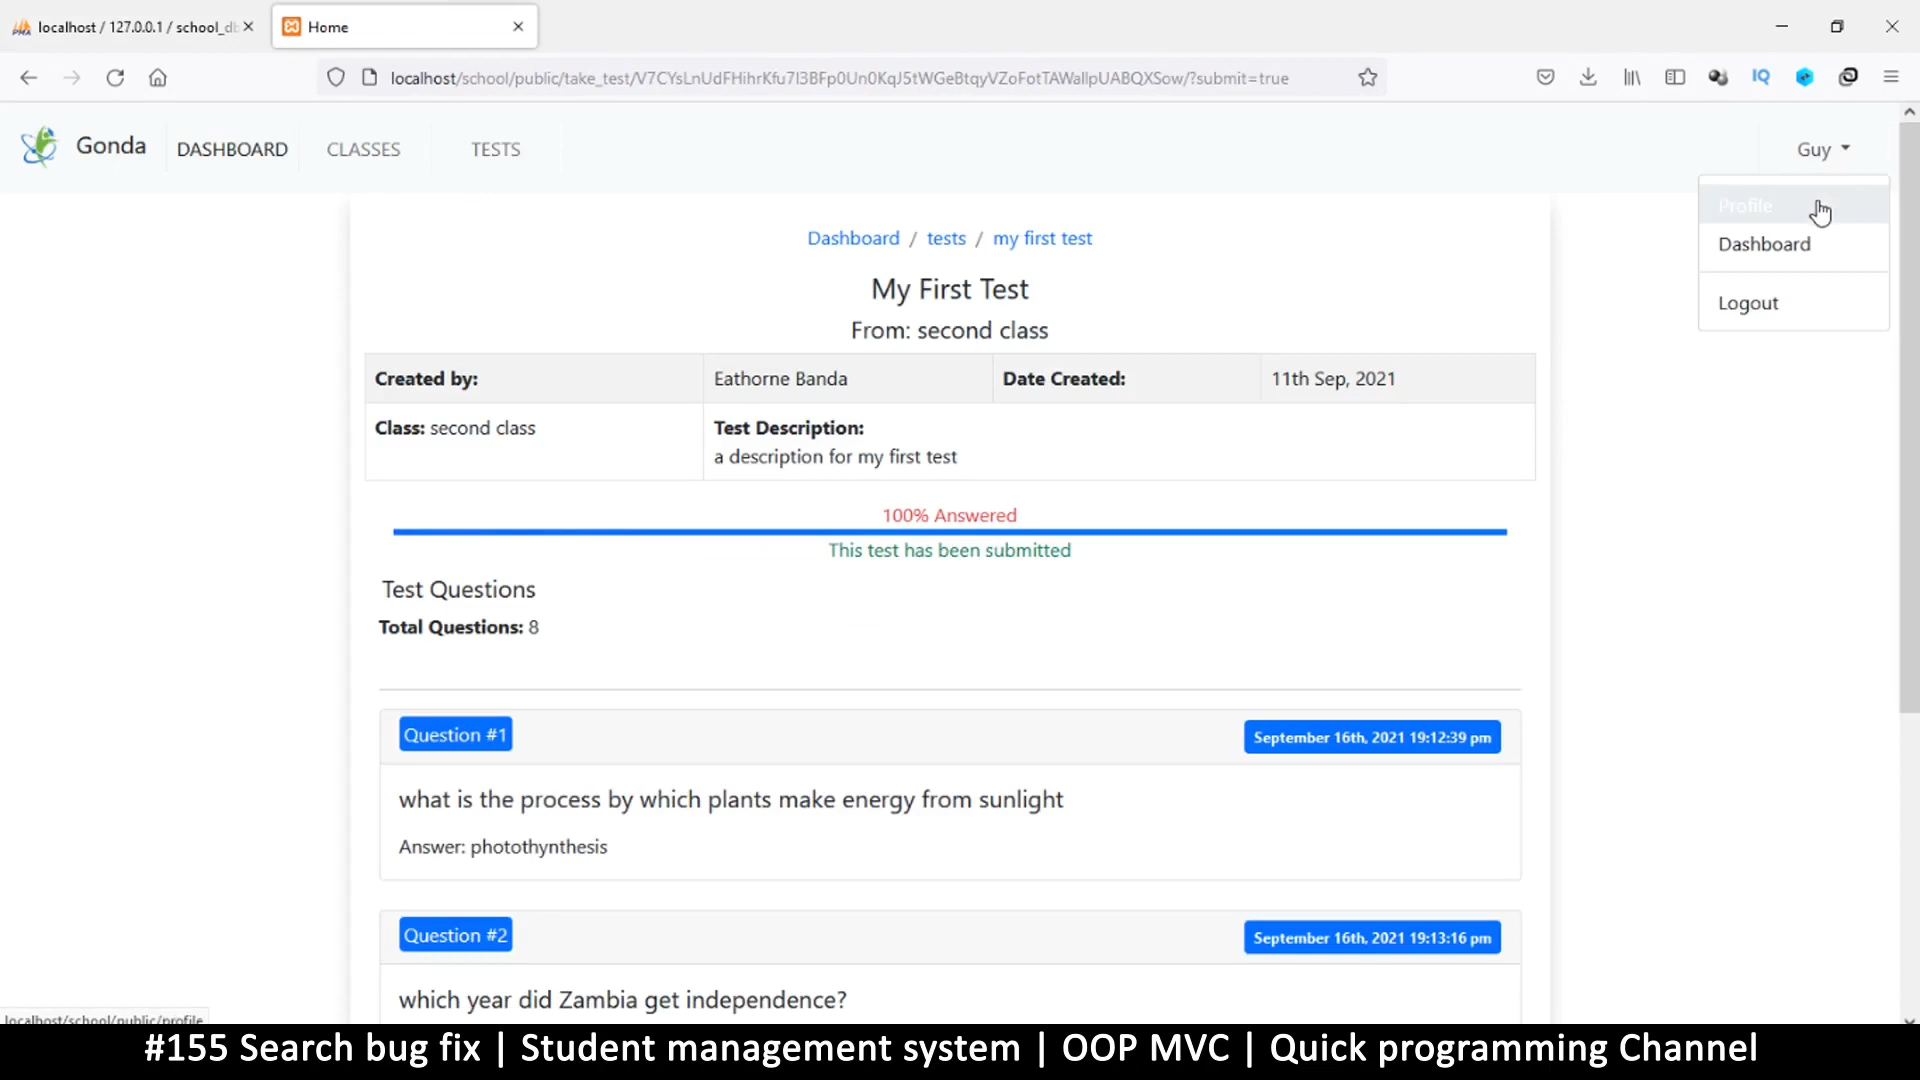 localhost / 127.0.0.1 / school_db
Home
localhost/school/public/take_test/V7CYsLnUdFHihrKfu7I3BFp0Un0KqJ5tWGeBtqyVZoFotTAWallpUABQXSow/?submit=true
IQ
Gonda
DASHBOARD
CLASSES
TESTS
Guy
Profile
Dashboard
Logout
Dashboard / tests / my first test
My First Test
From: second class
Created by: Eathorne Banda Date Created: 11th Sep, 2021
Class: second class
Test Description:
a description for my first test
100% Answered
This test has been submitted
Test Questions
Total Questions: 8
Question #1
September 16th, 2021 19:12:39 pm
what is the process by which plants make energy from sunlight
Answer: photothynthesis
Question #2
September 16th, 2021 19:13:16 pm
which year did Zambia get independence?
localhost/school/public/profile
#155 Search bug fix | Student management system | OOP MVC | Quick programming Channel